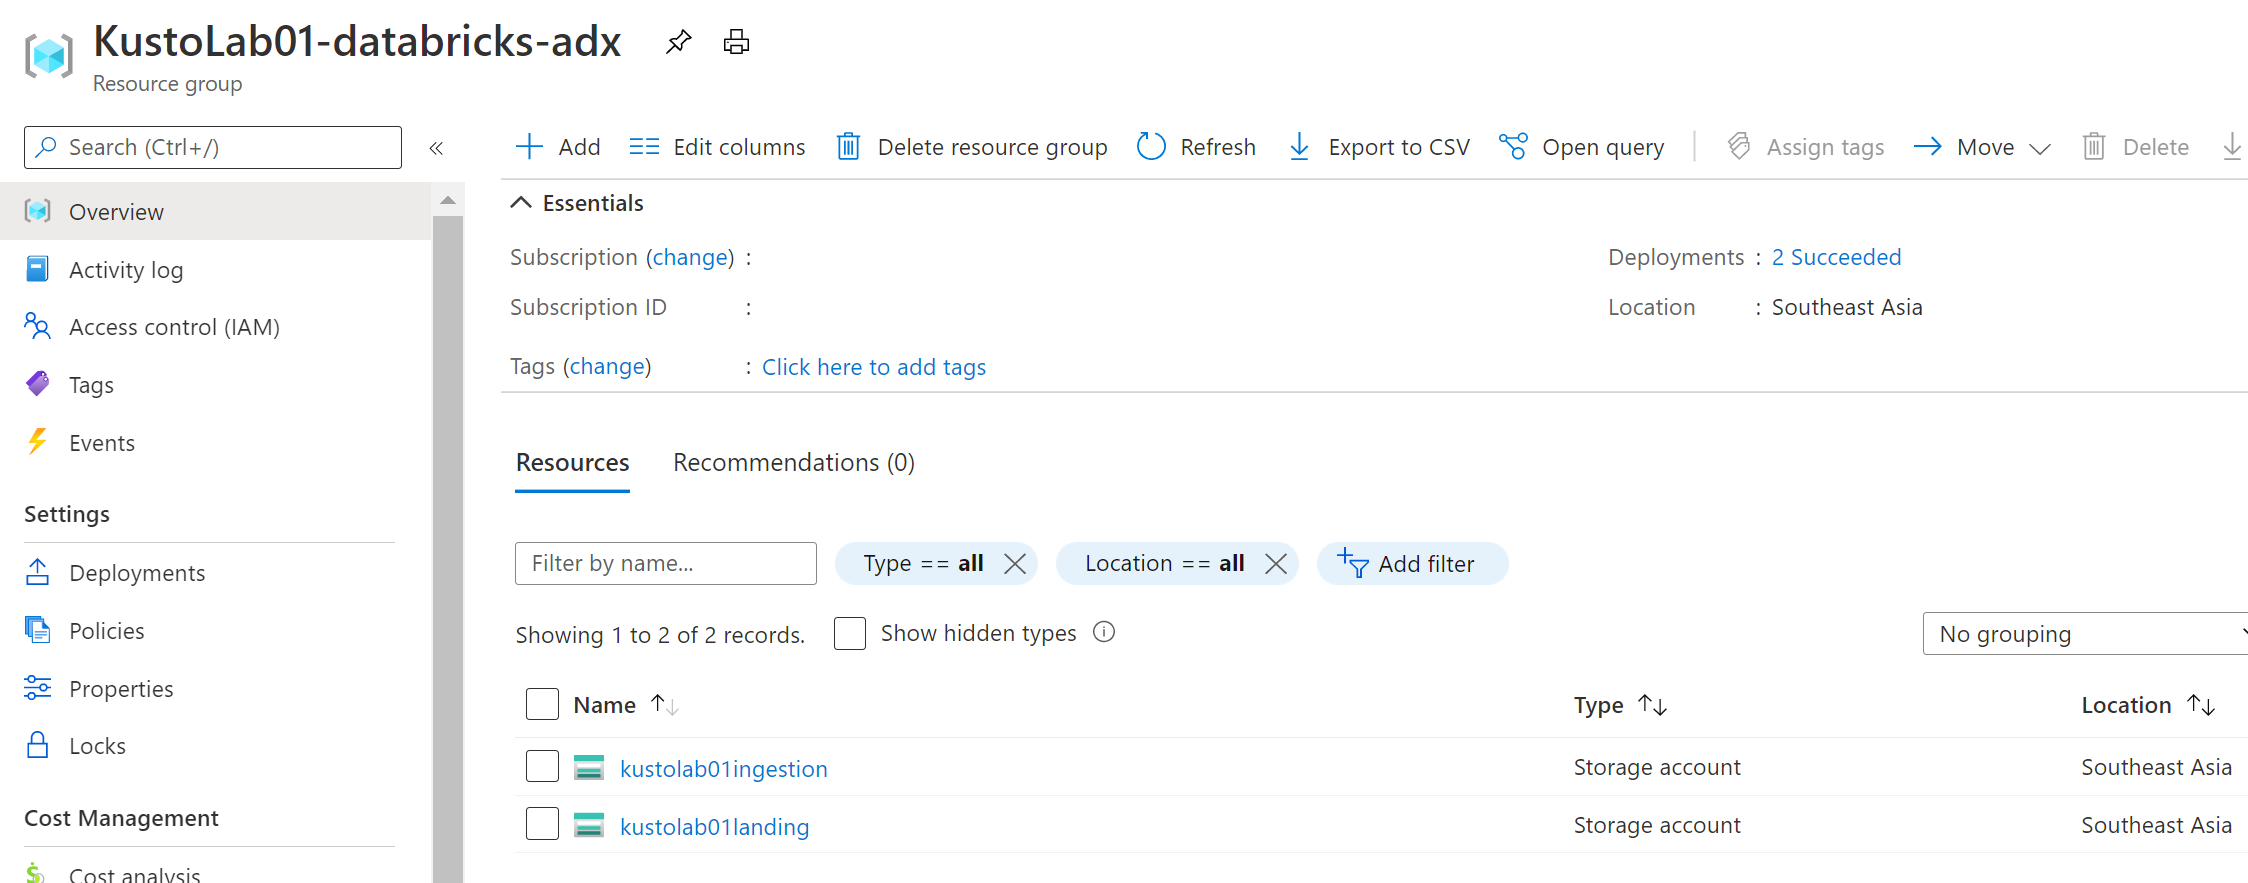 KustoLab01-databricks-adx
Resource group
Search (Ctrl+/)
«
Add
Edit columns
Delete resource group
Refresh
Export to CSV
Open query
Assign tags
Move
Delete
Overview
Activity log
Access control (IAM)
Tags
Events
Settings
Deployments
Policies
Properties
Locks
Cost Management
Cost analysis
Essentials
Subscription (change) :
Deployments : 2 Succeeded
Subscription ID :
Location : Southeast Asia
Tags (change) : Click here to add tags
Resources Recommendations (0)
Filter by name...
Type == all
Location == all
Add filter
Showing 1 to 2 of 2 records.
Show hidden types
No grouping
Name Type Location
kustolab01ingestion Storage account Southeast Asia
kustolab01landing Storage account Southeast Asia